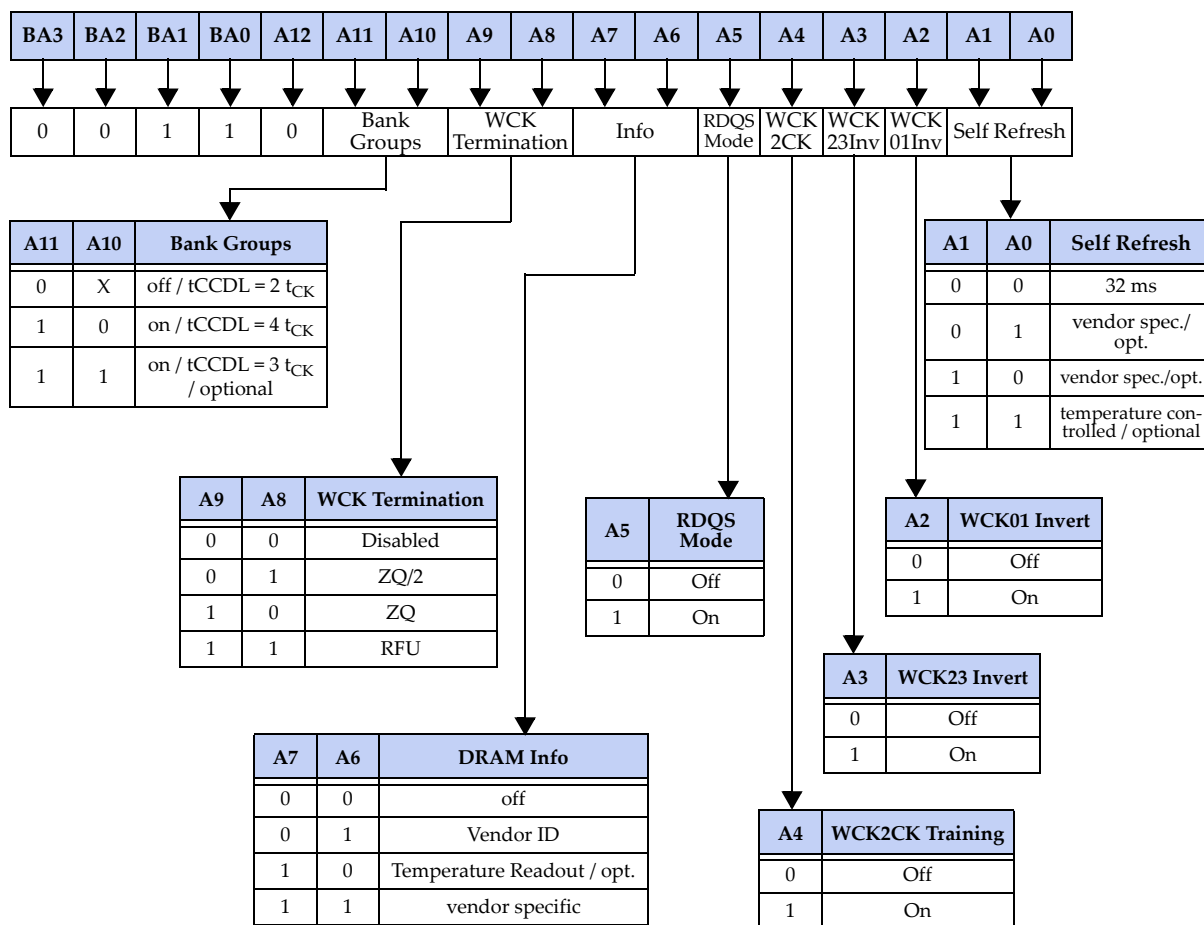 BA3 BA2 BA1 BA0 A12 A11 A10 A9 A8 A7 A6 A5 A4 A3 A2 A1 A0
0 0 1 1 0 Bank Groups WCK Termination Info RDQS Mode WCK 2CK WCK 23Inv WCK 01Inv Self Refresh
A11 A10 Bank Groups
0 X off / tCCDL = 2 tCK
1 0 on / tCCDL = 4 tCK
1 1 on / tCCDL = 3 tCK
/ optional
A1 A0 Self Refresh
0 0 32 ms
0 1 vendor spec./
opt.
1 0 vendor spec./opt.
1 1 temperature con-
trolled / optional
A9 A8 WCK Termination
0 0 Disabled
0 1 ZQ/2
1 0 ZQ
1 1 RFU
A5 RDQS
Mode
0 Off
1 On
A2 WCK01 Invert
0 Off
1 On
A3 WCK23 Invert
0 Off
1 On
A7 A6 DRAM Info
0 0 off
0 1 Vendor ID
1 0 Temperature Readout / opt.
1 1 vendor specific
A4 WCK2CK Training
0 Off
1 On